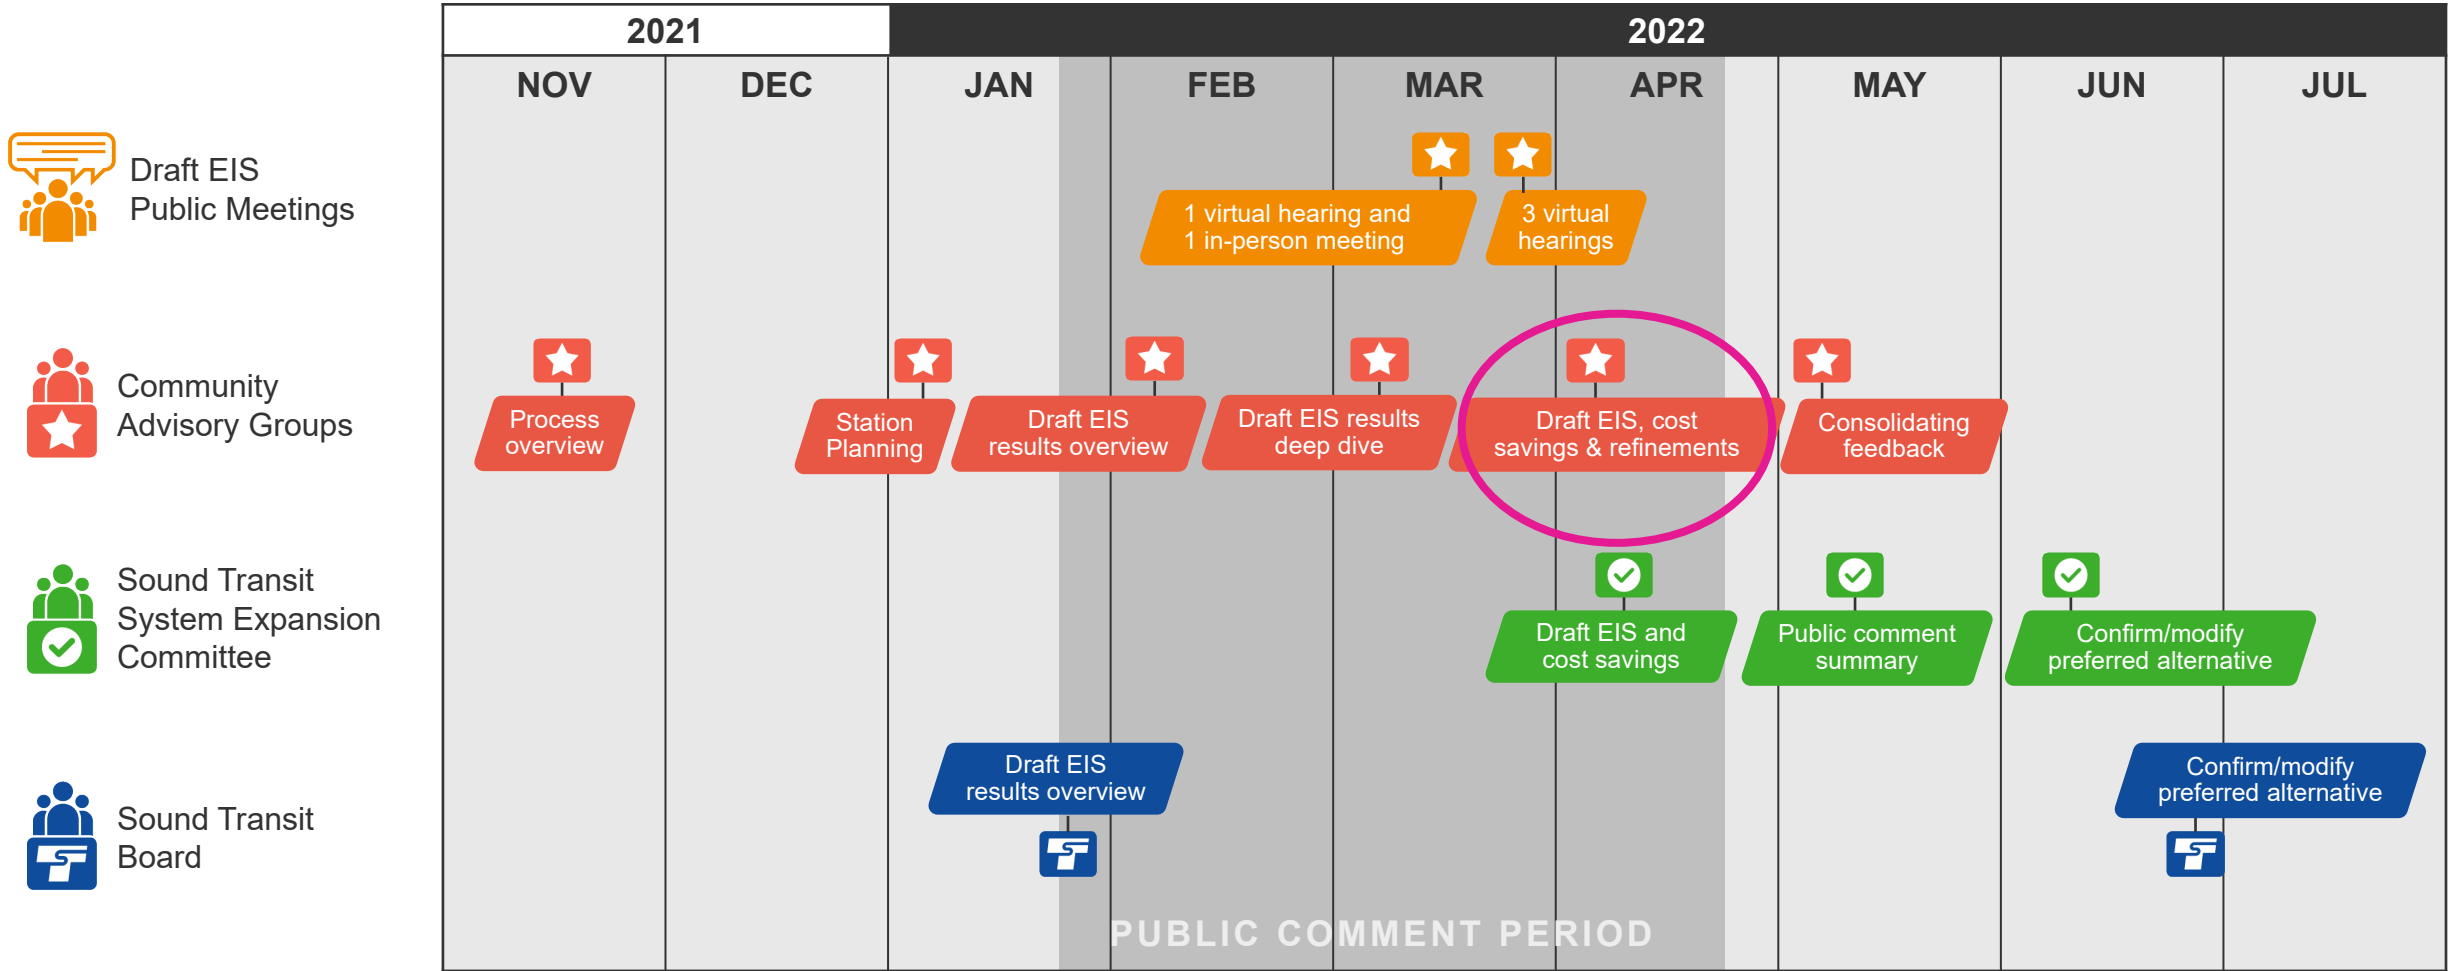 2021
2022
NOV
DEC
JAN
FEB
MAR
APR
MAY
JUN
JUL
Draft EIS
Public Meetings
1 virtual hearing and
1 in-person meeting
3 virtual
hearings
Community
Advisory Groups
Process
overview
Station
Planning
Draft EIS
results overview
Draft EIS results
deep dive
Draft EIS, cost
savings & refinements
Consolidating
feedback
Sound Transit
System Expansion
Committee
Draft EIS and
cost savings
Public comment
summary
Confirm/modify
preferred alternative
Sound Transit
Board
Draft EIS
results overview
Confirm/modify
preferred alternative
PUBLIC COMMENT PERIOD